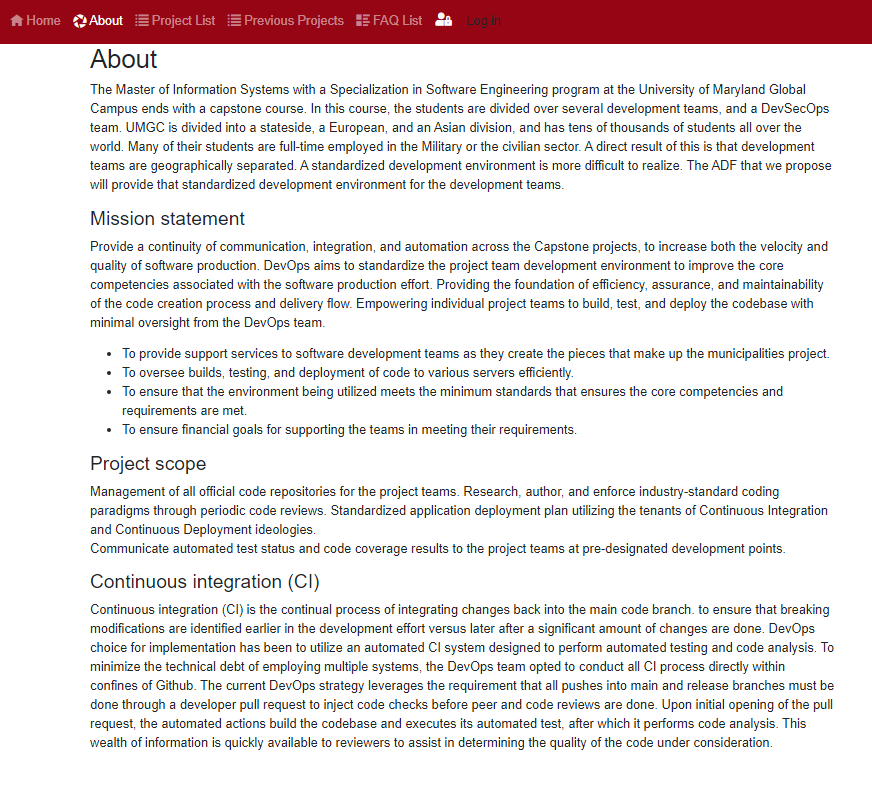 Home About Project List Previous Projects FAQ List Log in
About
The Master of Information Systems with a Specialization in Software Engineering program at the University of Maryland Global
Campus ends with a capstone course. In this course, the students are divided over several development teams, and a DevSecOps
team. UMGC is divided into a stateside, a European, and an Asian division, and has tens of thousands of students all over the
world. Many of their students are full-time employed in the Military or the civilian sector. A direct result of this is that development
teams are geographically separated. A standardized development environment is more difficult to realize. The ADF that we propose
will provide that standardized development environment for the development teams.
Mission statement
Provide a continuity of communication, integration, and automation across the Capstone projects, to increase both the velocity and
quality of software production. DevOps aims to standardize the project team development environment to improve the core
competencies associated with the software production effort. Providing the foundation of efficiency, assurance, and maintainability
of the code creation process and delivery flow. Empowering individual project teams to build, test, and deploy the codebase with
minimal oversight from the DevOps team.
• To provide support services to software development teams as they create the pieces that make up the municipalities project.
• To oversee builds, testing, and deployment of code to various servers efficiently.
• To ensure that the environment being utilized meets the minimum standards that ensures the core competencies and
requirements are met.
• To ensure financial goals for supporting the teams in meeting their requirements.
Project scope
Management of all official code repositories for the project teams. Research, author, and enforce industry-standard coding
paradigms through periodic code reviews. Standardized application deployment plan utilizing the tenants of Continuous Integration
and Continuous Deployment ideologies.
Communicate automated test status and code coverage results to the project teams at pre-designated development points.
Continuous integration (CI)
Continuous integration (CI) is the continual process of integrating changes back into the main code branch. to ensure that breaking
modifications are identified earlier in the development effort versus later after a significant amount of changes are done. DevOps
choice for implementation has been to utilize an automated CI system designed to perform automated testing and code analysis. To
minimize the technical debt of employing multiple systems, the DevOps team opted to conduct all CI process directly within
confines of Github. The current DevOps strategy leverages the requirement that all pushes into main and release branches must be
done through a developer pull request to inject code checks before peer and code reviews are done. Upon initial opening of the pull
request, the automated actions build the codebase and executes its automated test, after which it performs code analysis. This
wealth of information is quickly available to reviewers to assist in determining the quality of the code under consideration.